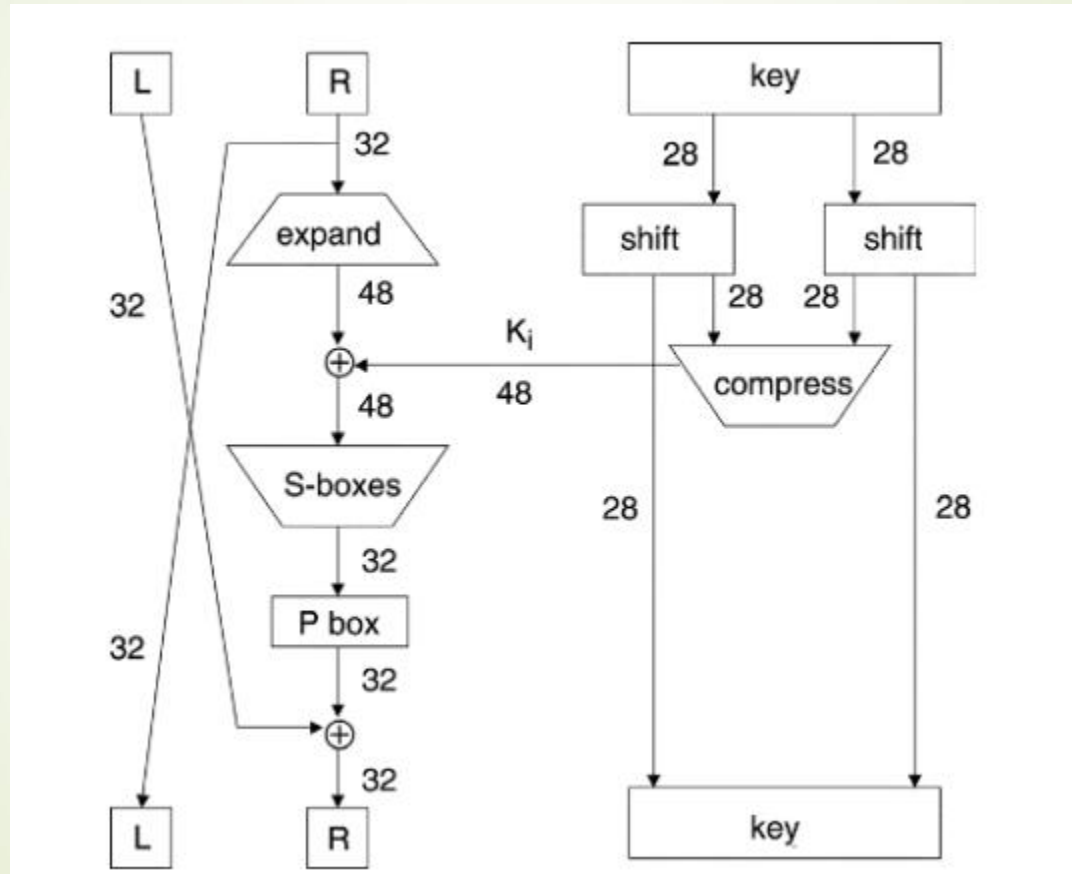 L R key
32 28 28
expand shift shift
32 48 28 28
K_i
48 compress
48
S-boxes
28 28
32
P box
32
32
32
L R key